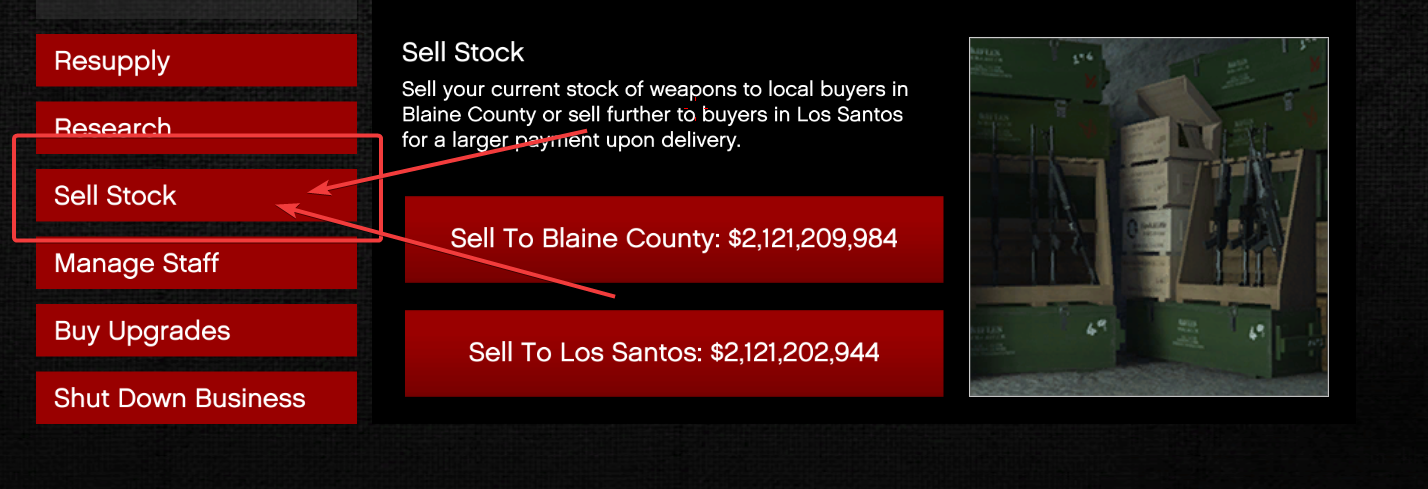 Resupply
Research
Sell Stock
Manage Staff
Buy Upgrades
Shut Down Business
Sell Stock
Sell your current stock of weapons to local buyers in
Blaine County or sell further to buyers in Los Santos
for a larger payment upon delivery.
Sell To Blaine County: $2,121,209,984
Sell To Los Santos: $2,121,202,944